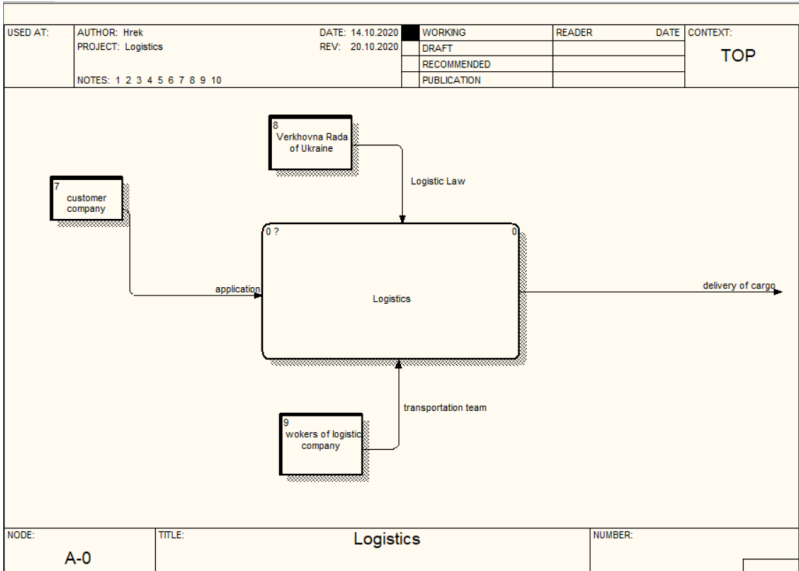 USED AT:
AUTHOR: Hrek
DATE: 14.10.2020
WORKING
READER
DATE
CONTEXT:
PROJECT: Logistics
REV: 20.10.2020
DRAFT
TOP
RECOMMENDED
NOTES: 1 2 3 4 5 6 7 8 9 10
PUBLICATION
8
Verkhovna Rada
of Ukraine
7
customer
company
Logistic Law
0 ?
0
application
Logistics
delivery of cargo
transportation team
9
wokers of logistic
company
NODE:
TITLE:
Logistics
NUMBER:
A-0